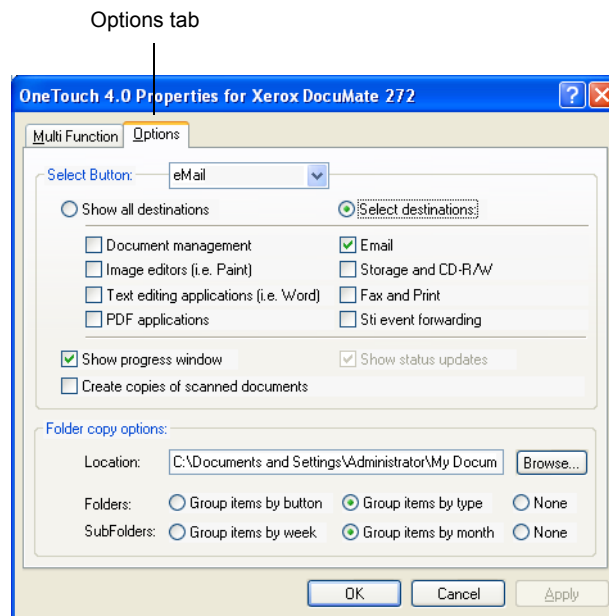 Options tab
OneTouch 4.0 Properties for Xerox DocuMate 272
Multi Function Options
Select Button: eMail
Show all destinations Select destinations:
Document management Email
Image editors (i.e. Paint) Storage and CD-R/W
Text editing applications (i.e. Word) Fax and Print
PDF applications Sti event forwarding
Show progress window Show status updates
Create copies of scanned documents
Folder copy options:
Location: C:\Documents and Settings\Administrator\My Docum Browse...
Folders: Group items by button Group items by type None
SubFolders: Group items by week Group items by month None
OK Cancel Apply